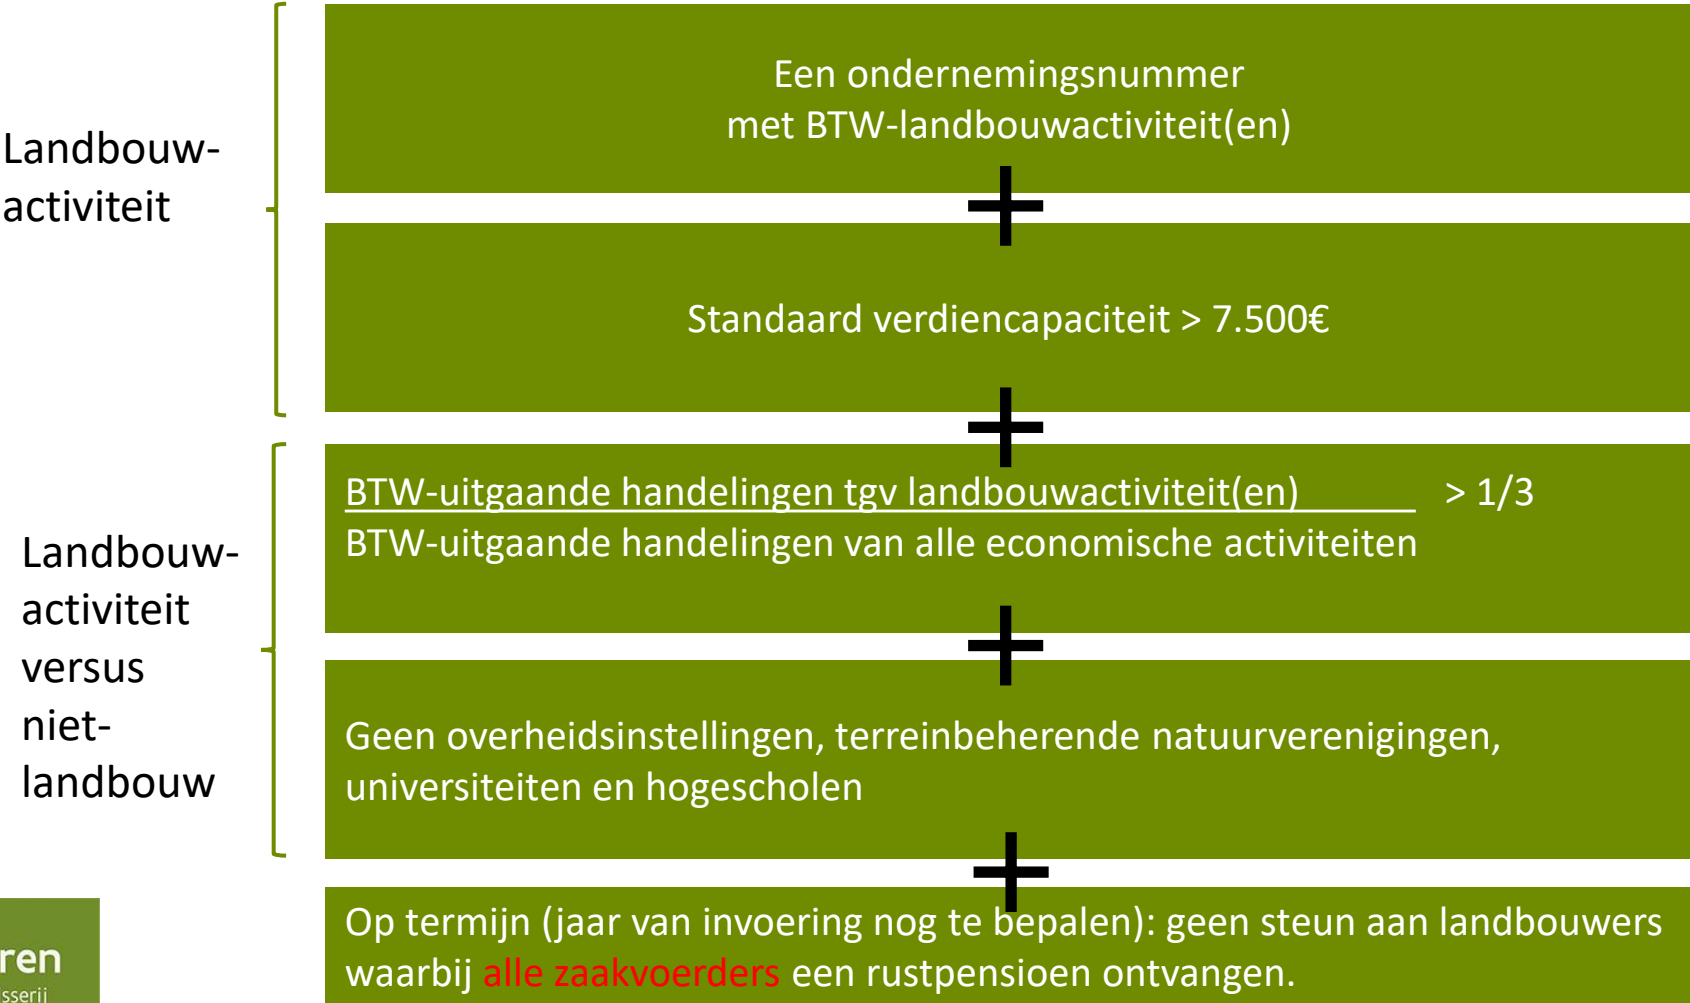 Landbouw-
activiteit
Een ondernemingsnummer
met BTW-landbouwactiviteit(en)
+
Standaard verdiencapaciteit > 7.500€
+
Landbouw-
activiteit
versus
niet-
landbouw
BTW-uitgaande handelingen tgv landbouwactiviteit(en) > 1/3
BTW-uitgaande handelingen van alle economische activiteiten
+
Geen overheidsinstellingen, terreinbeherende natuurverenigingen,
universiteiten en hogescholen
+
Op termijn (jaar van invoering nog te bepalen): geen steun aan landbouwers
waarbij alle zaakvoerders een rustpensioen ontvangen.
ren
sserij